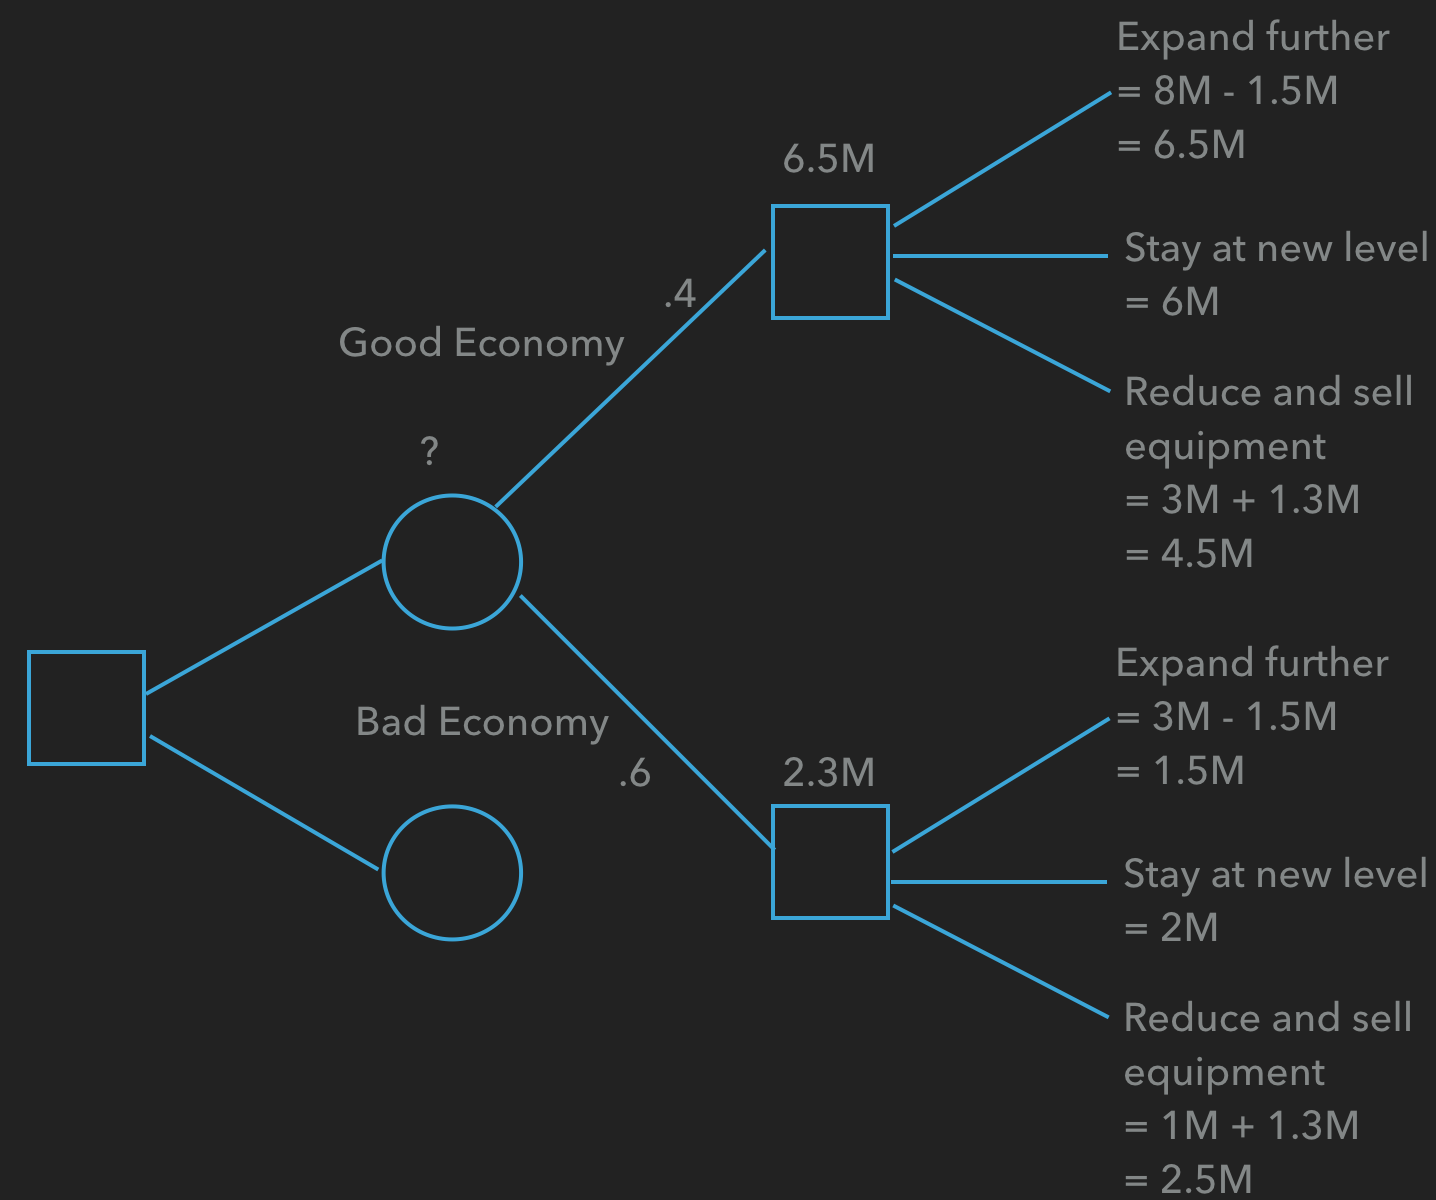 Expand further
= 8M - 1.5M
= 6.5M
6.5M
Stay at new level
= 6M
.4
Good Economy
Reduce and sell
equipment
= 3M + 1.3M
= 4.5M
?
Expand further
= 3M - 1.5M
= 1.5M
Bad Economy
.6
2.3M
Stay at new level
= 2M
Reduce and sell
equipment
= 1M + 1.3M
= 2.5M